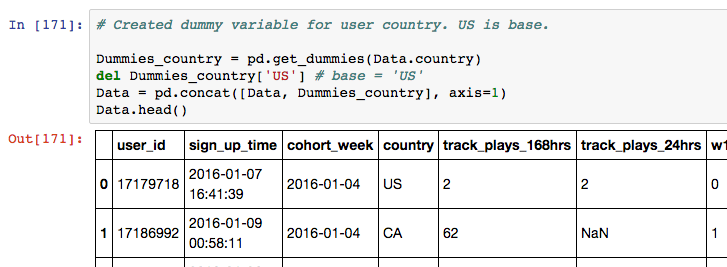 In [171]: # Created dummy variable for user country. US is base.
Dummies_country = pd.get_dummies(Data.country)
del Dummies_country['US'] # base = 'US'
Data = pd.concat([Data, Dummies_country], axis=1)
Data.head()
Out[171]:
user_id sign_up_time cohort_week country track_plays_168hrs track_plays_24hrs
0 17179718 2016-01-07 16:41:39 2016-01-04 US 2 2 0
1 17186992 2016-01-09 00:58:11 2016-01-04 CA 62 NaN 1